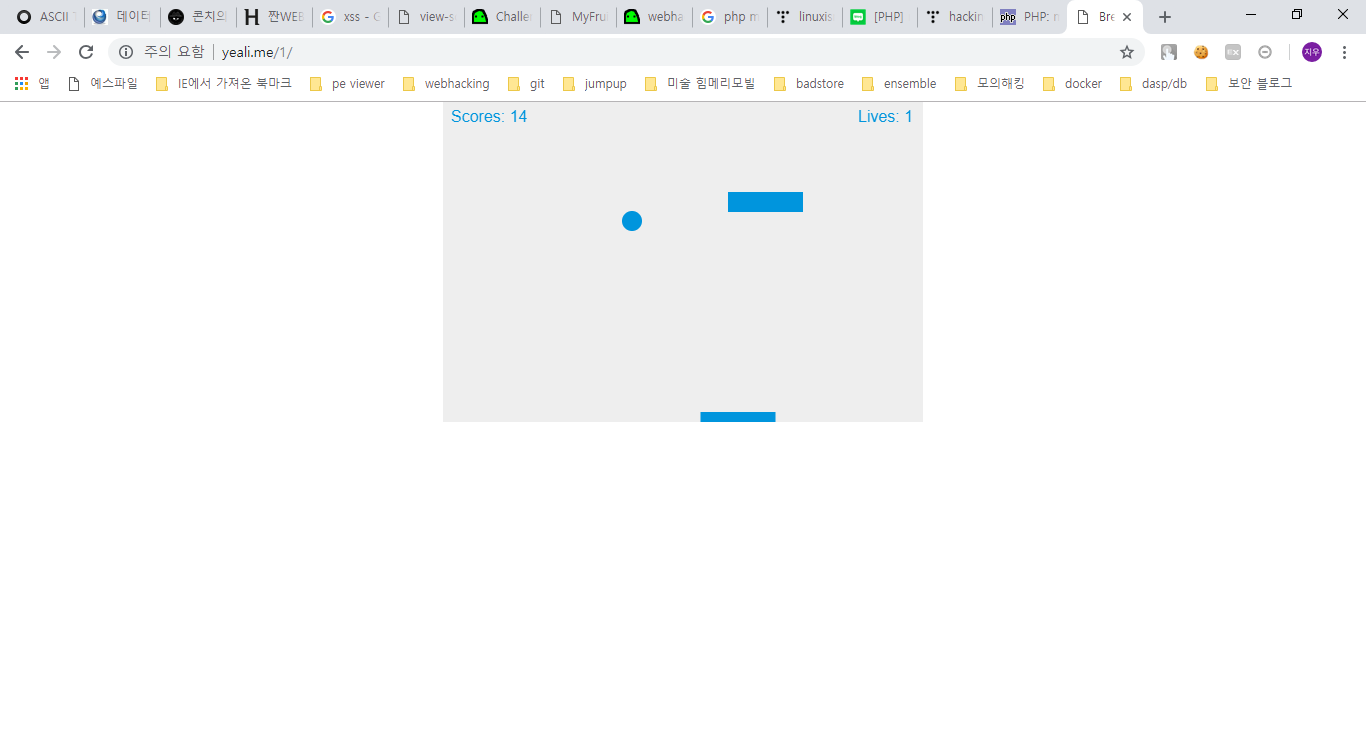 ASCII T 데이터 콘치의 짠WEB xss - G view-s Challe MyFrui webha php m linuxis [PHP] hackin PHP: m Bre
주의 요함 yeali.me/1/ 지우
앱 예스파일 IE에서 가져온 북마크 pe viewer webhacking git jumpup 미술 힘메리모빌 badstore ensemble 모의해킹 docker dasp/db 보안 블로그
Scores: 14 Lives: 1